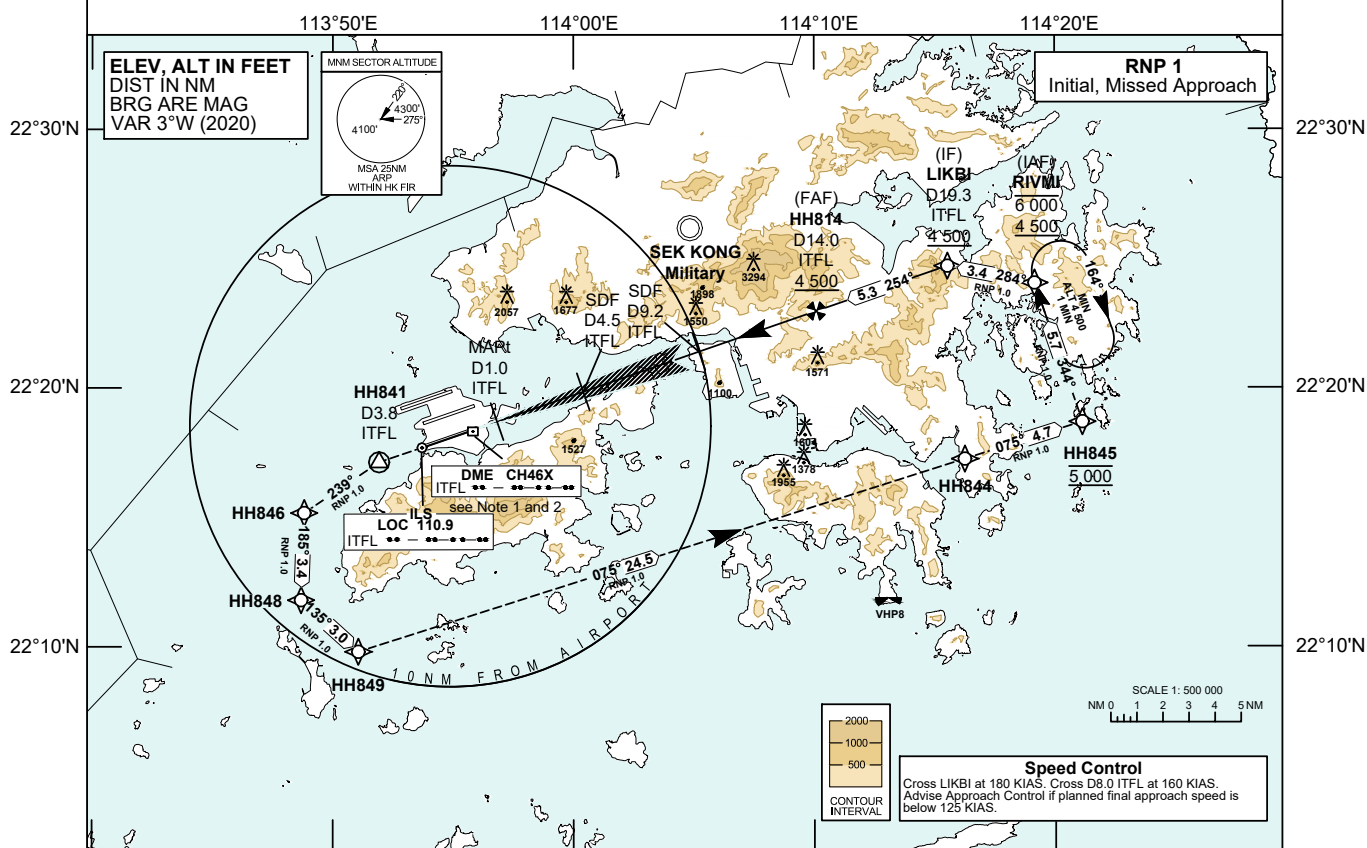 113°50'E
114°00'E
114°10'E
114°20'E
ELEV, ALT IN FEET
DIST IN NM
BRG ARE MAG
VAR 3°W (2020)
MNM SECTOR ALTITUDE
4300'
275°
4100'
MSA 25NM
ARP
WITHIN HK FIR
RNP 1
Initial, Missed Approach
22°30'N
22°30'N
(IF)
LIKBI
D19.3
ITFL
4 500
(IAF)
RIVMI
6 000
4 500
(FAF)
HH814
D14.0
ITFL
4 500
SEK KONG
Military
3294
1898
1550
2057
1677
SDF
D4.5
ITFL
SDF
D9.2
ITFL
5.3 254°
3.4 284°
RNP 1.0
164°
MIN
ALT 4 500
1 MIN
5.7 344°
RNP 1.0
MAPt
D1.0
ITFL
1571
1100
22°20'N
22°20'N
HH841
D3.8
ITFL
1527
1604
1378
1955
075° 4.7
RNP 1.0
HH845
5 000
HH844
DME CH46X
ITFL
see Note 1 and 2
ILS
LOC 110.9
ITFL
239°
RNP 1.0
HH846
185° 3.4
RNP 1.0
HH848
135° 3.0
RNP 1.0
HH849
075° 24.5
RNP 1.0
10NM FROM AIRPORT
VHP8
22°10'N
22°10'N
SCALE 1: 500 000
NM 0 1 2 3 4 5 NM
2000
1000
500
CONTOUR
INTERVAL
Speed Control
Cross LIKBI at 180 KIAS. Cross D8.0 ITFL at 160 KIAS.
Advise Approach Control if planned final approach speed is
below 125 KIAS.